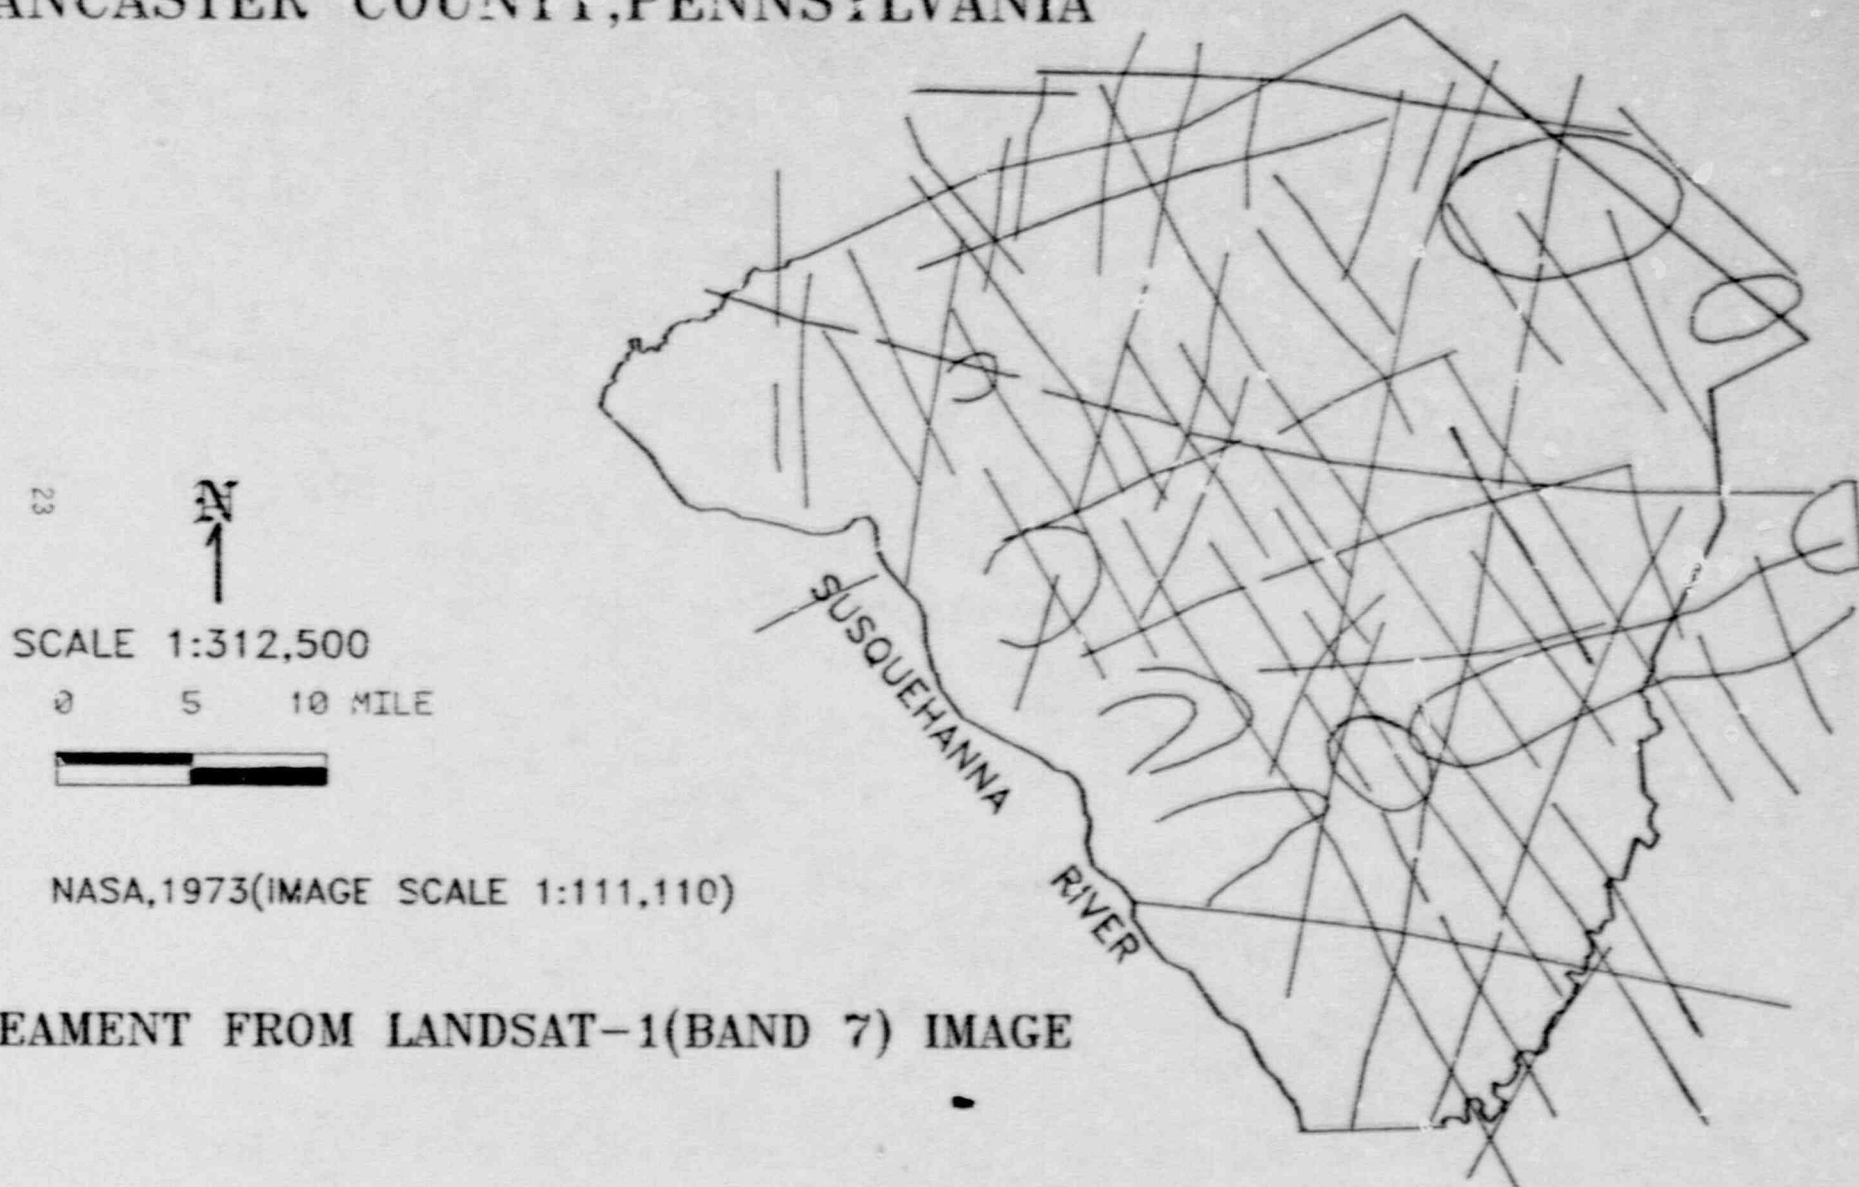 ANCASTER COUNTY,PENNSYLVANIA
23
N
SCALE 1:312,500
0 5 10 MILE
SUSQUEHANNA
RIVER
NASA,1973(IMAGE SCALE 1:111,110)
EAMENT FROM LANDSAT-1(BAND 7) IMAGE